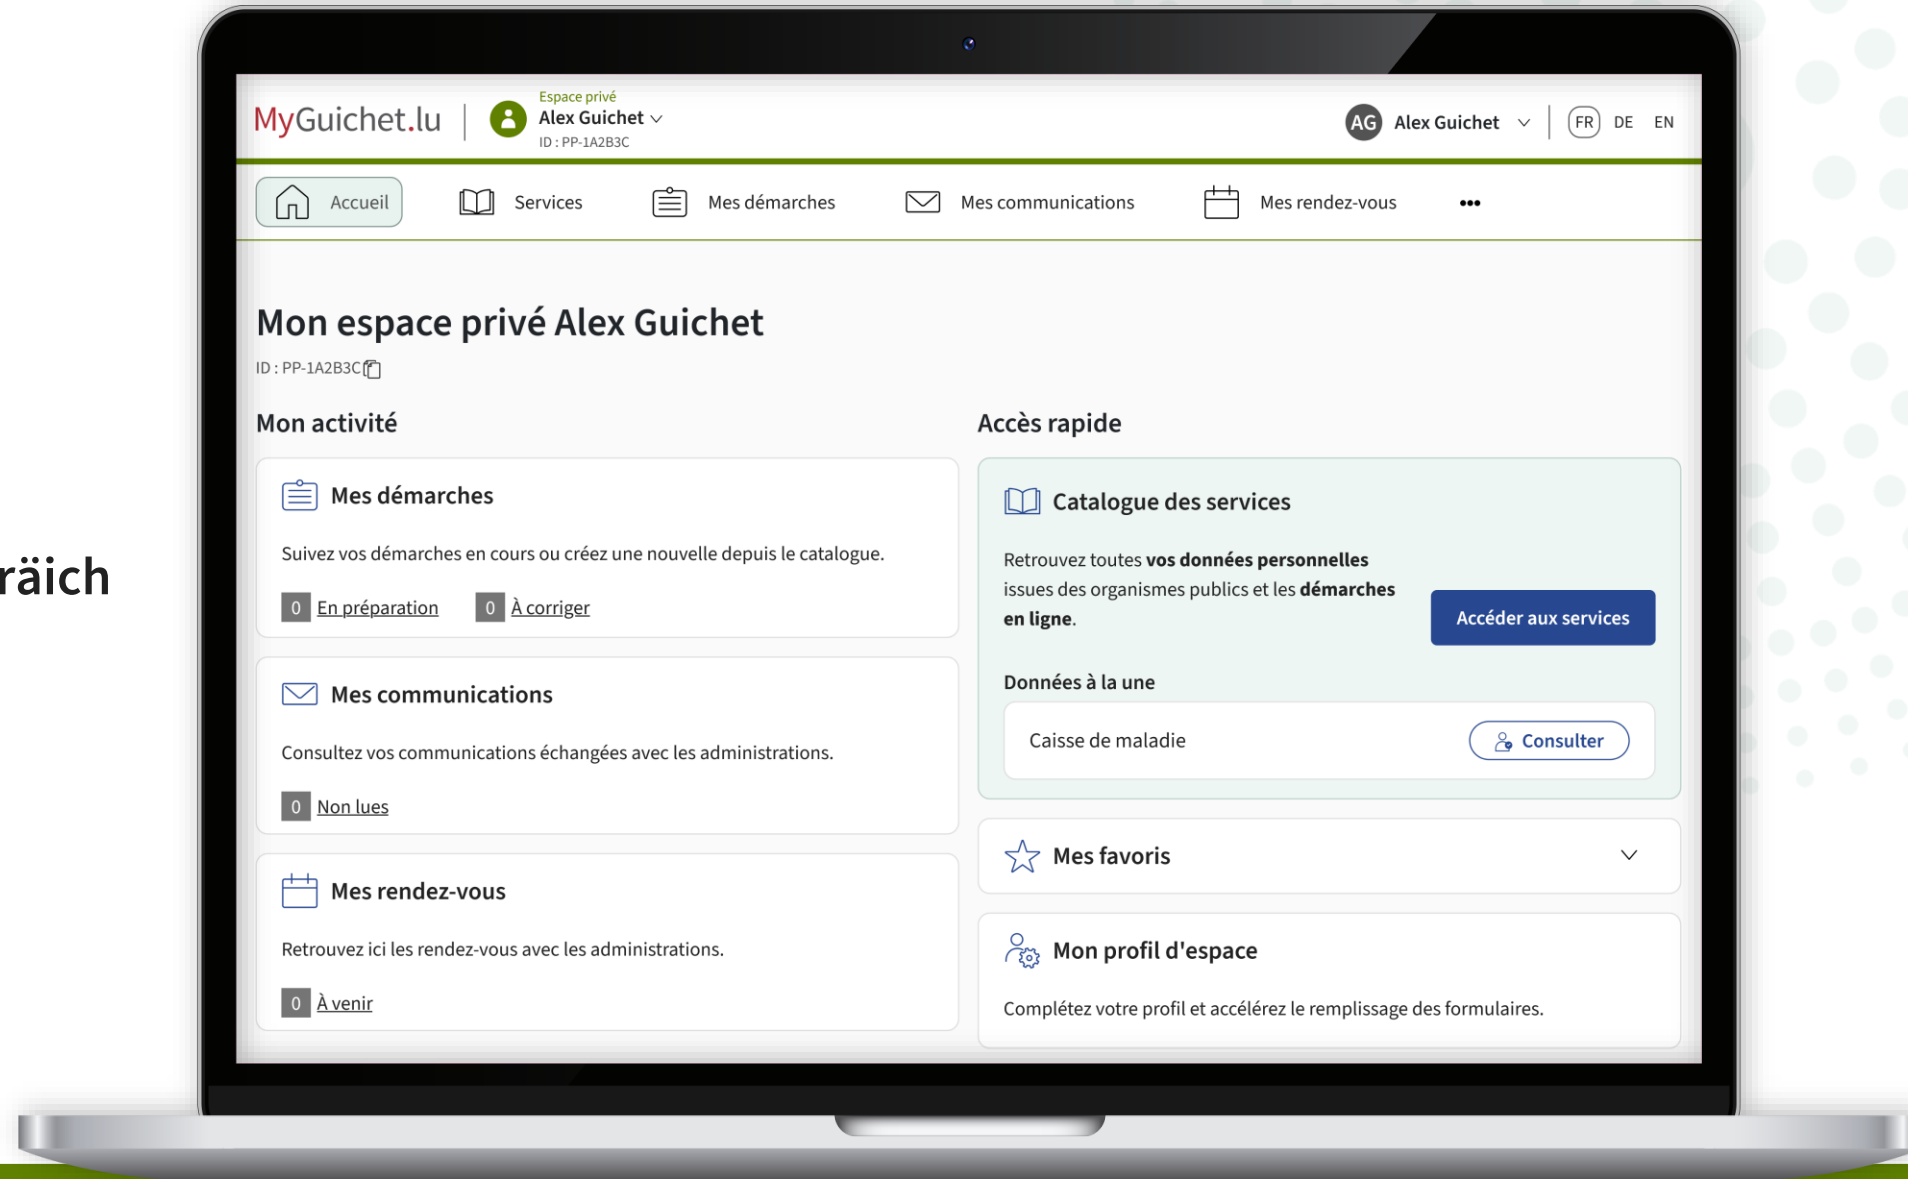 MyGuichet.lu
Espace privé
Alex Guichet
ID : PP-1A2B3C
AG Alex Guichet
FR DE EN
Accueil
Services
Mes démarches
Mes communications
Mes rendez-vous
Mon espace privé Alex Guichet
ID : PP-1A2B3C
Mon activité
Mes démarches
Suivez vos démarches en cours ou créez une nouvelle depuis le catalogue.
0 En préparation 0 À corriger
Mes communications
Consultez vos communications échangées avec les administrations.
0 Non lues
Mes rendez-vous
Retrouvez ici les rendez-vous avec les administrations.
0 À venir
Accès rapide
Catalogue des services
Retrouvez toutes vos données personnelles
issues des organismes publics et les démarches
en ligne.
Accéder aux services
Données à la une
Caisse de maladie
Consulter
Mes favoris
Mon profil d'espace
Complétez votre profil et accélérez le remplissage des formulaires.
räich